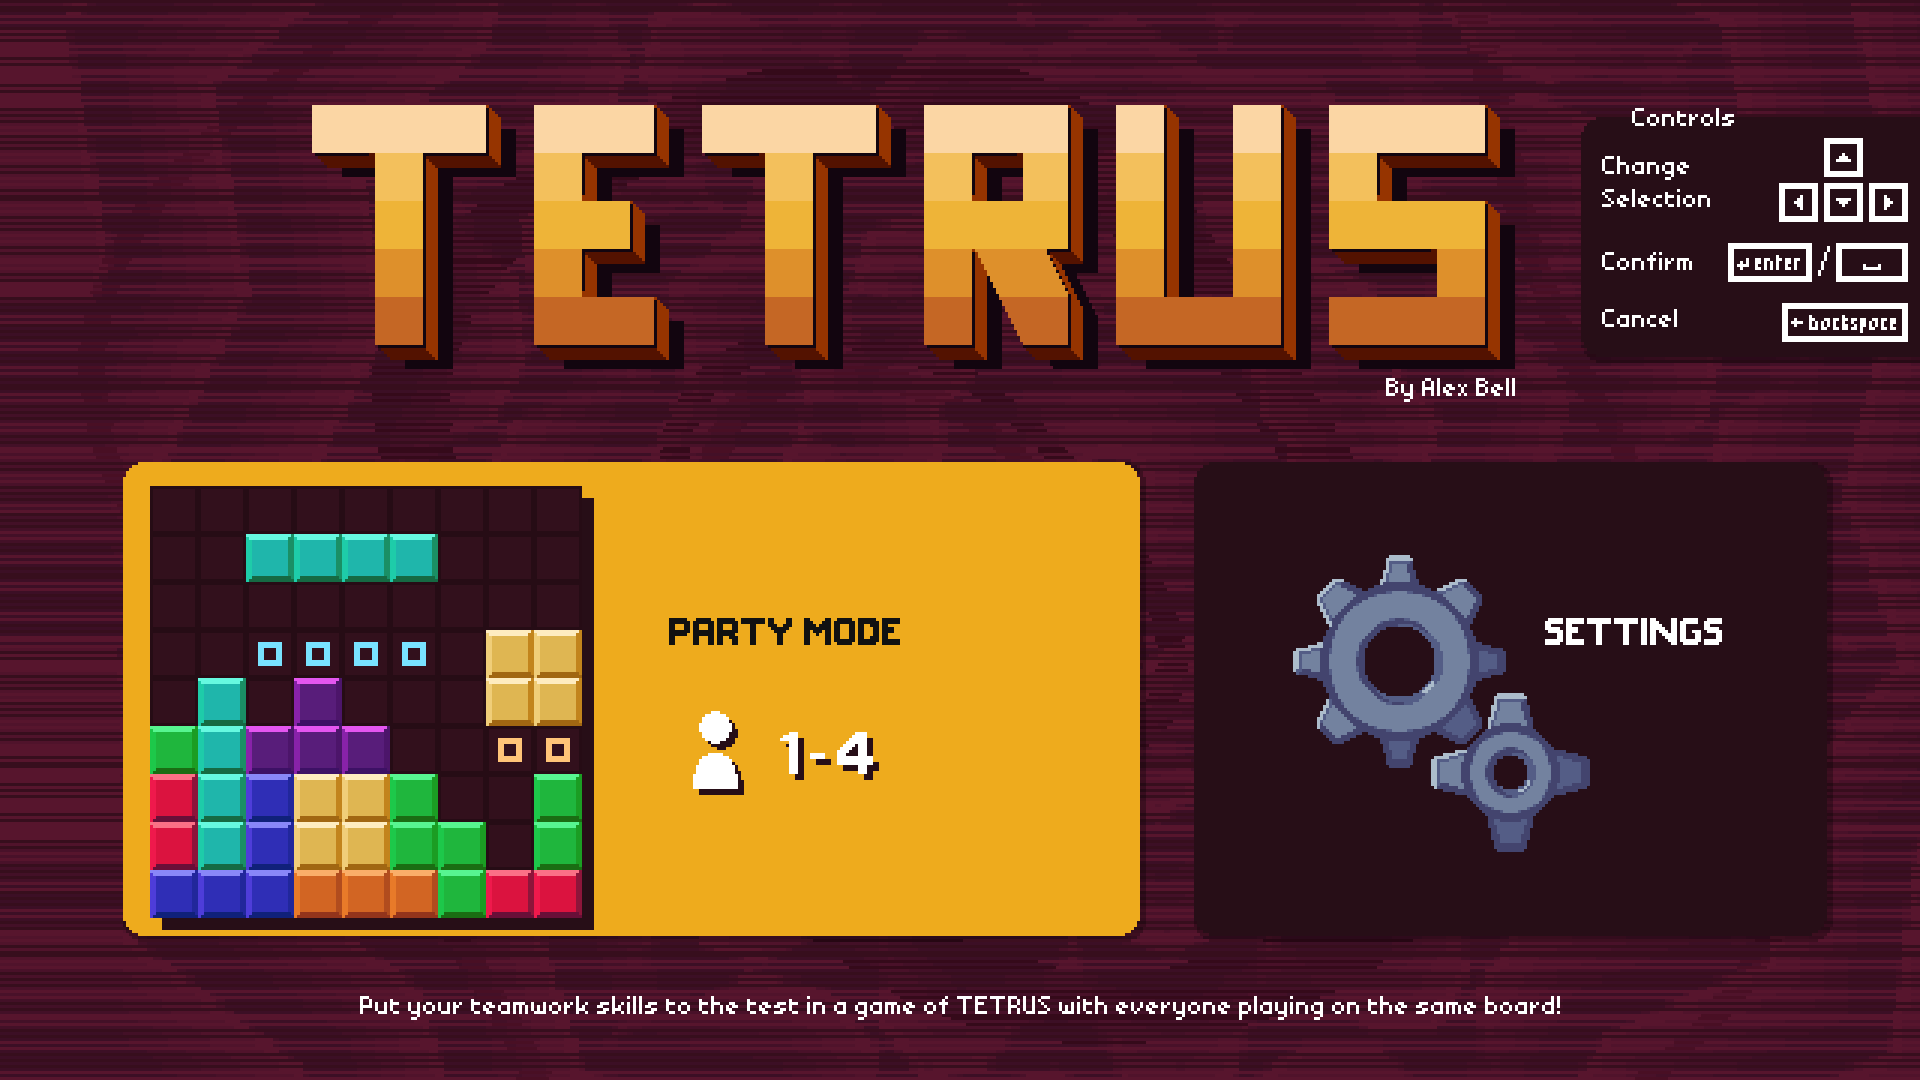 TETRUS
By Alex Bell
Controls
Change
Selection
Confirm
enter / 
Cancel
backspace
PARTY MODE
1-4
SETTINGS
Put your teamwork skills to the test in a game of TETRUS with everyone playing on the same board!